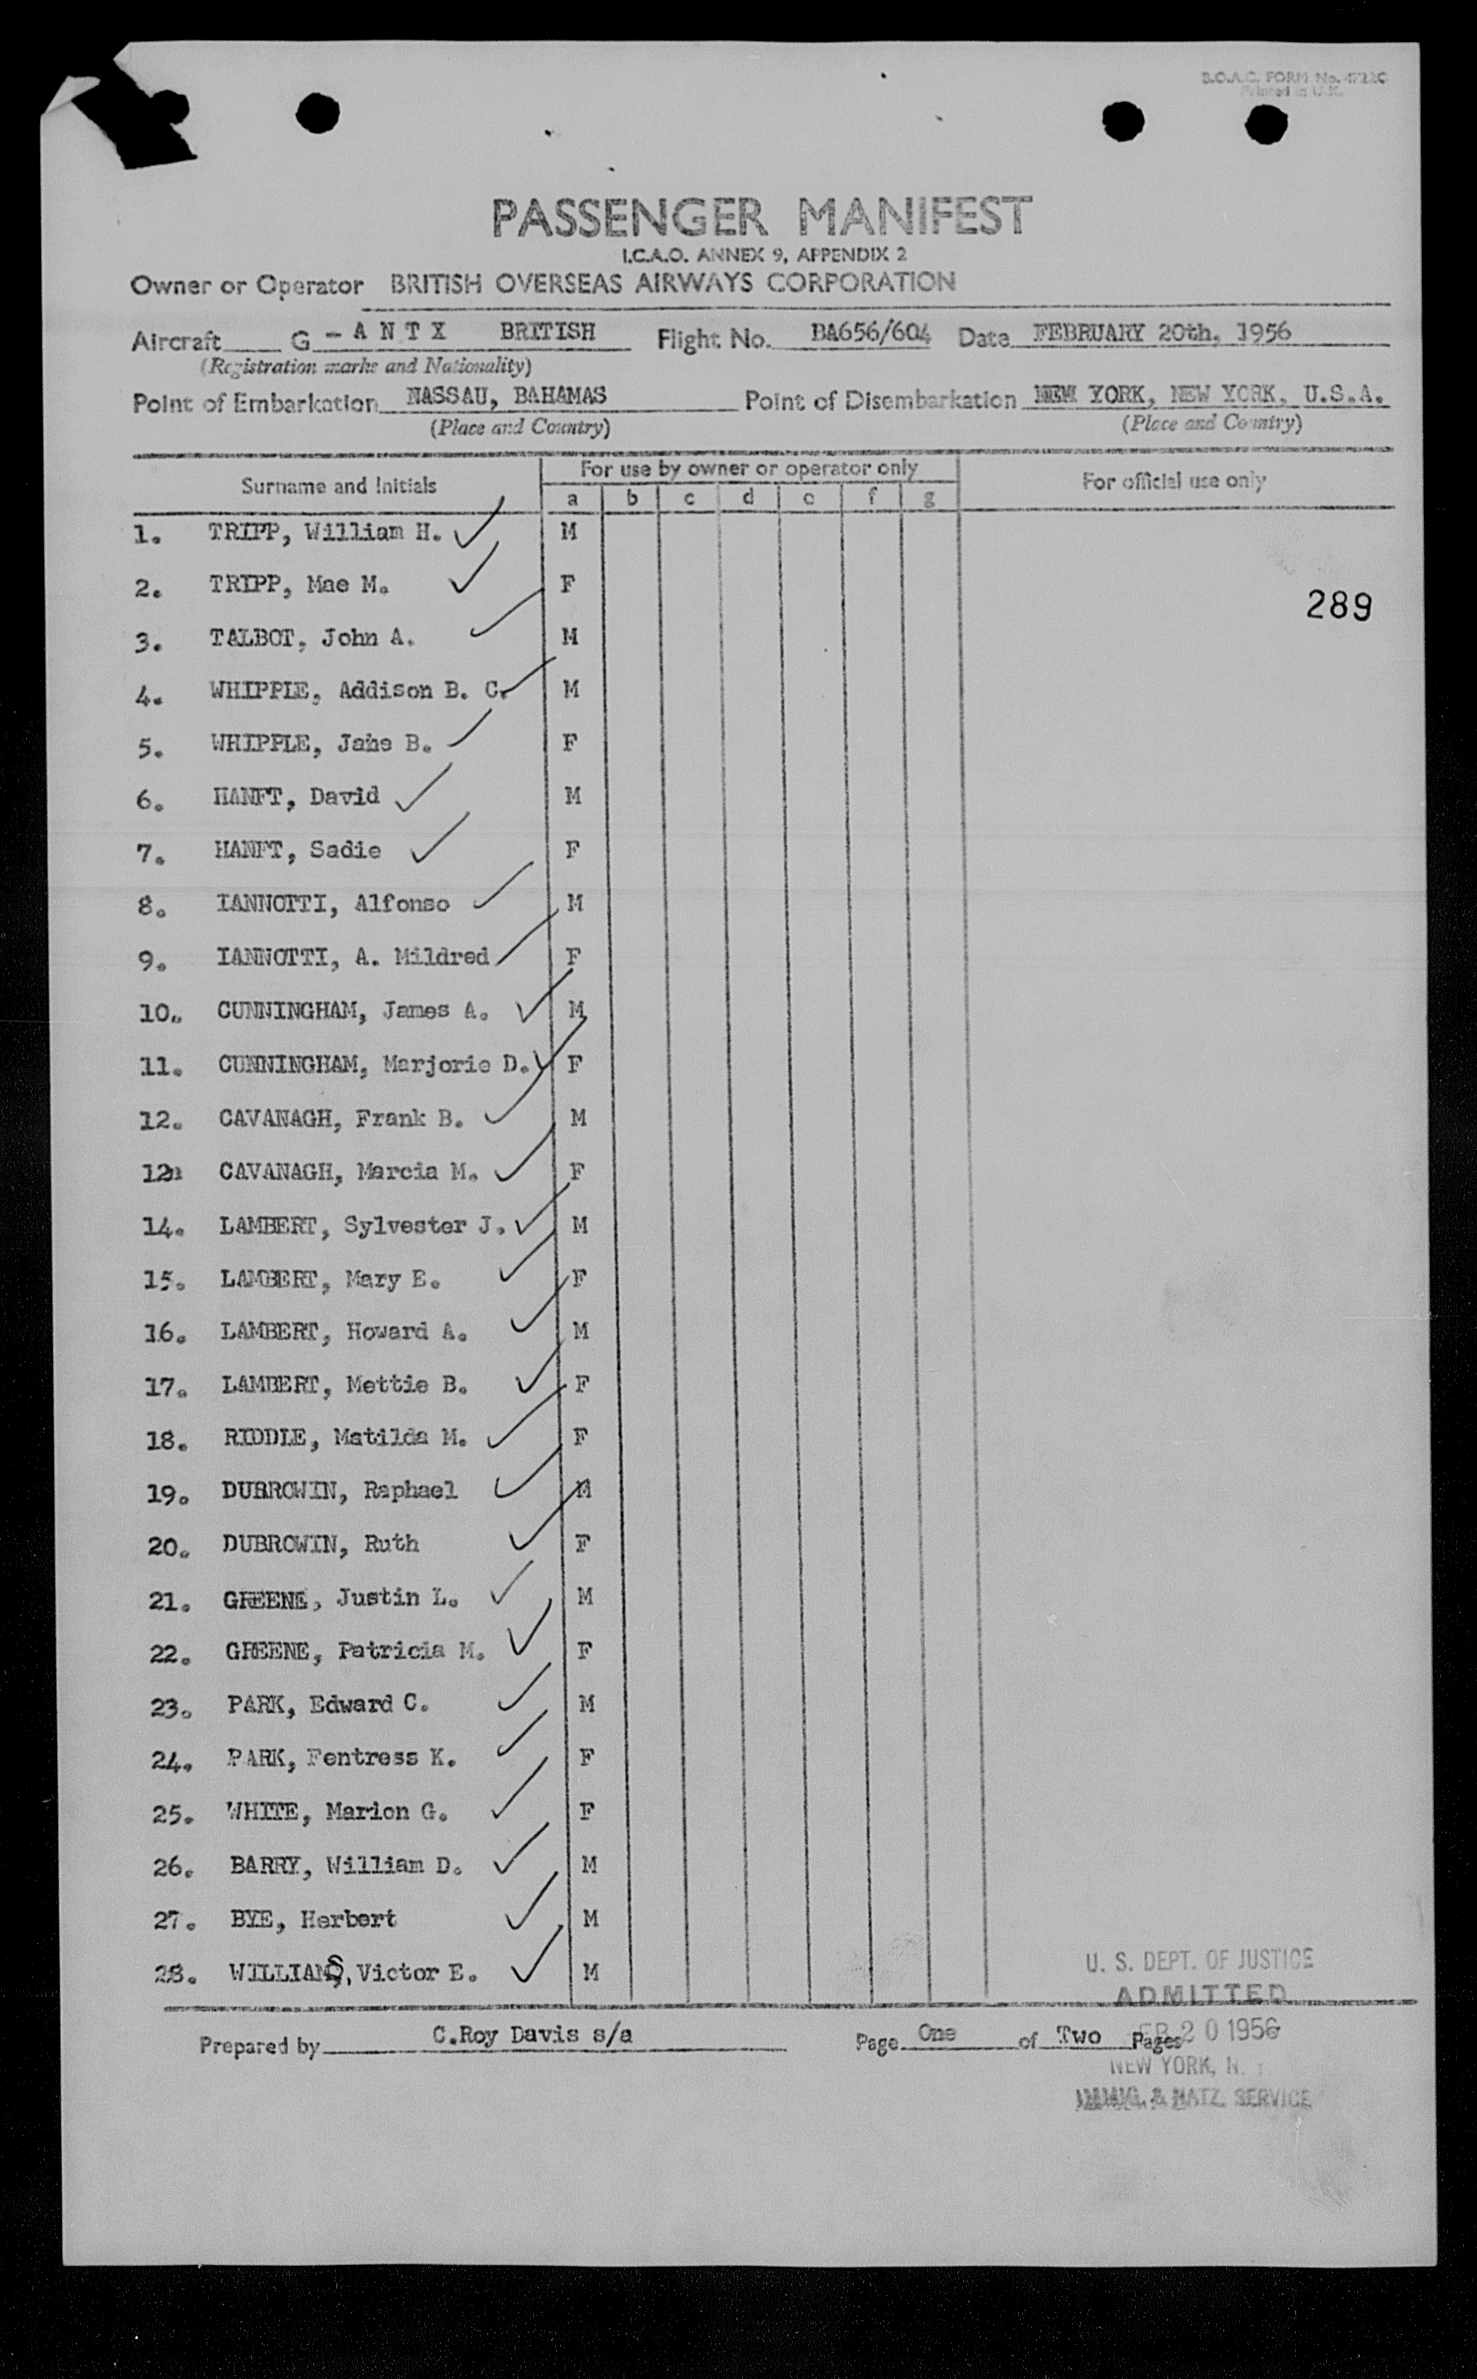 B.O.A.C. FORM No.
Printed in U.K.
PASSENGER MANIFEST
I.C.A.O. ANNEX 9, APPENDIX 2
Owner or Operator BRITISH OVERSEAS AIRWAYS CORPORATION
Aircraft G - A N T X BRITISH Flight No. BA656/604 Date FEBRUARY 20th, 1956
(Registration marks and Nationality)
Point of Embarkation NASSAU, BAHAMAS Point of Disembarkation NEW YORK, NEW YORK, U.S.A.
(Place and Country) (Place and Country)
Surname and Initials For use by owner or operator only For official use only
a b c d e f g
1. TRIPP, William H. M
2. TRIPP, Mae M. F
289
3. TALBOT, John A. M
4. WHIPPLE, Addison B. C. M
5. WHIPPLE, Jane B. F
6. HANFT, David M
7. HANFT, Sadie F
8. IANNOTTI, Alfonso M
9. IANNOTTI, A. Mildred F
10. CUNNINGHAM, James A. M
11. CUNNINGHAM, Marjorie D. F
12. CAVANAGH, Frank B. M
CAVANAGH, Marcia M. F
14. LAMBERT, Sylvester J. M
15. LAMBERT, Mary E. F
16. LAMBERT, Howard A. M
17. LAMBERT, Mettie B. F
18. RIDDLE, Matilda M. F
19. DUBROWIN, Raphael M
20. DUBROWIN, Ruth F
21. GREENE, Justin L. M
22. GREENE, Patricia M. F
23. PARK, Edward C. M
24. PARK, Fentress K. F
25. WHITE, Marion G. F
26. BARRY, William D. M
27. BYE, Herbert M
28. WILLIAMS, Victor E. M
U. S. DEPT. OF JUSTICE
ADMITTED
Prepared by C.Roy Davis s/a Page One of Two Pages
FEB 20 1956
NEW YORK, N.
IMMIG. & NATZ. SERVICE